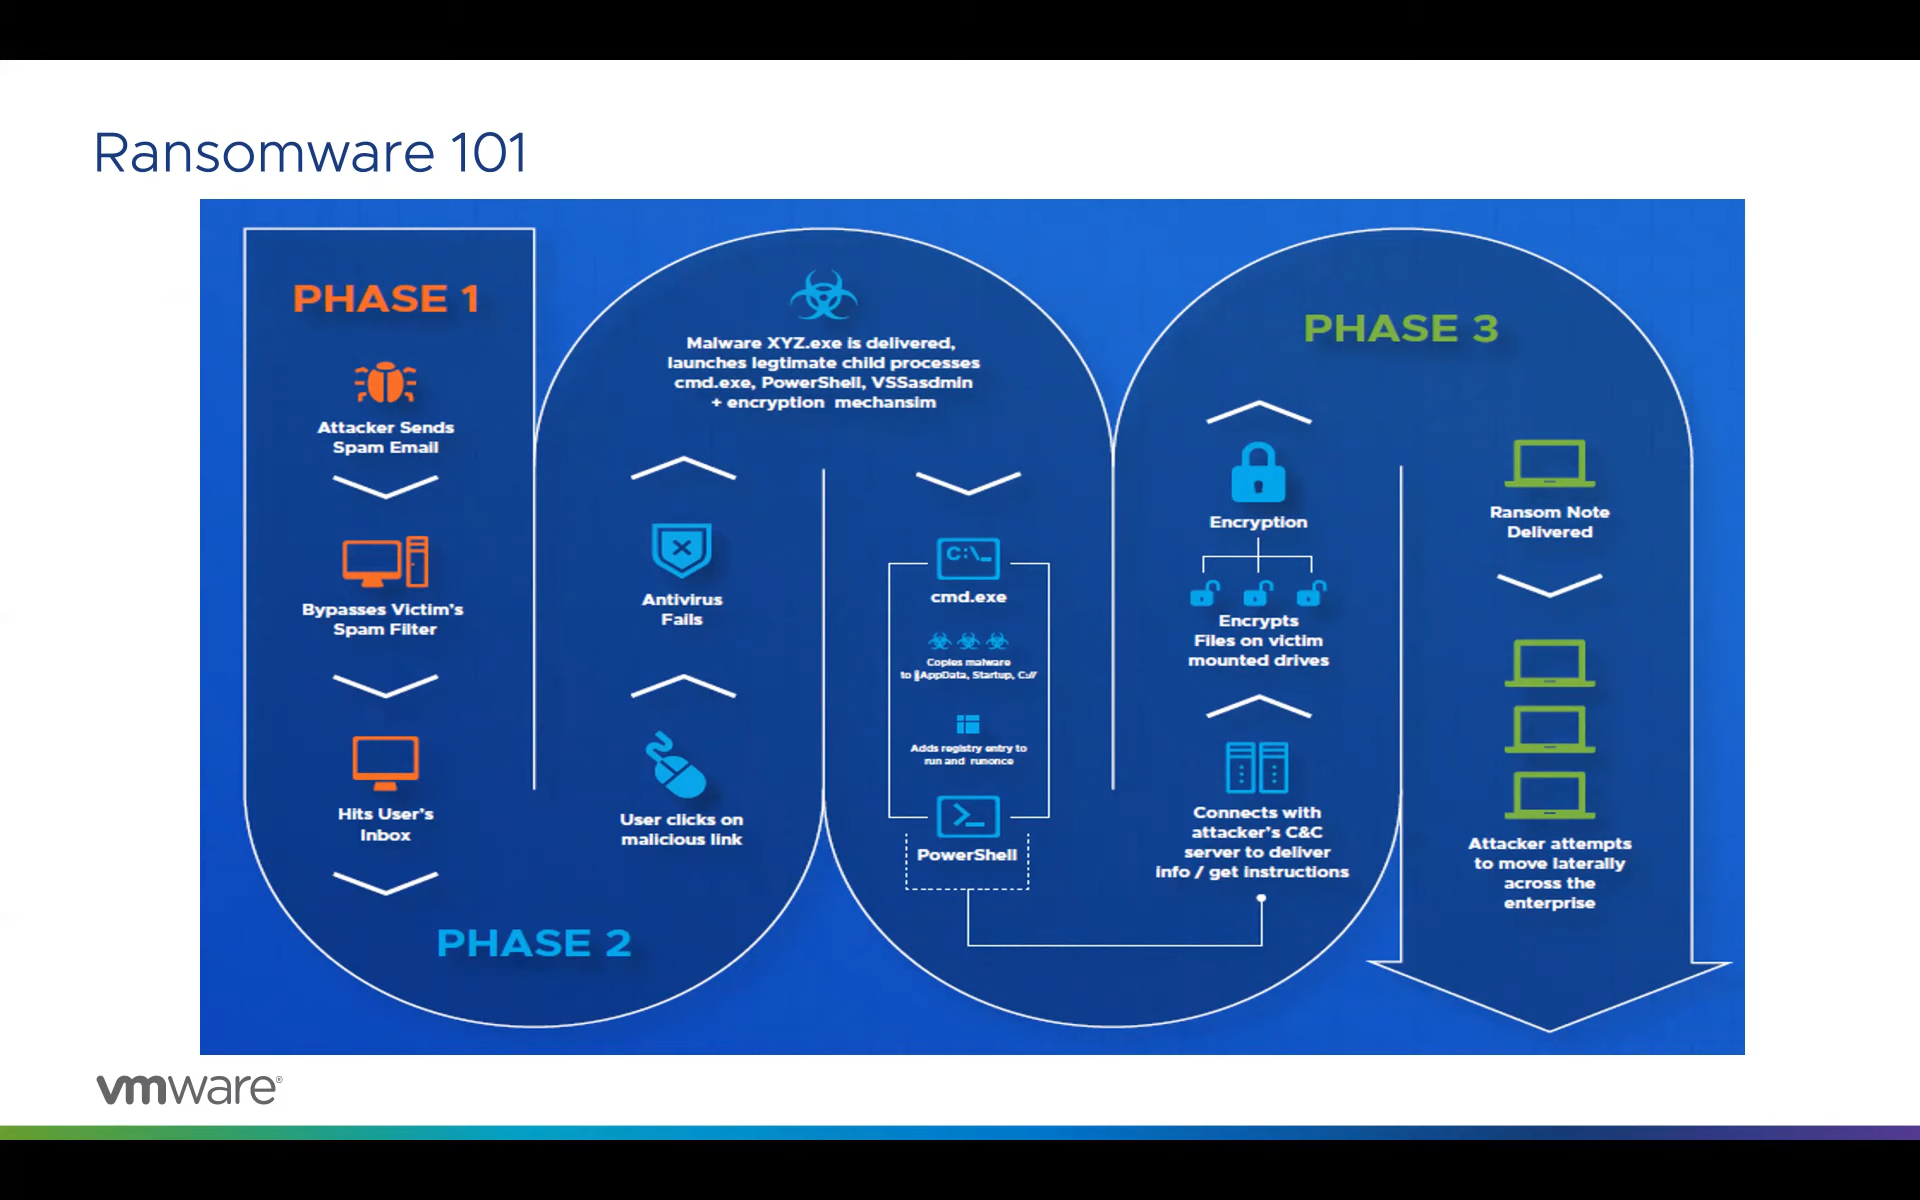 Ransomware 101
PHASE 1
Attacker Sends
Spam Email
Bypasses Victim's
Spam Filter
Hits User's
Inbox
PHASE 2
User clicks on
malicious link
Antivirus
Fails
Malware XYZ.exe is delivered,
launches legtimate child processes
cmd.exe, PowerShell, VSSasdmin
+ encryption mechansim
C:\_
cmd.exe
Copies malware
to \\AppData, Startup, C://
Adds registry entry to
run and runonce
>_
PowerShell
Connects with
attacker's C&C
server to deliver
info / get instructions
Encrypts
Files on victim
mounted drives
Encryption
PHASE 3
Ransom Note
Delivered
Attacker attempts
to move laterally
across the
enterprise
vmware®